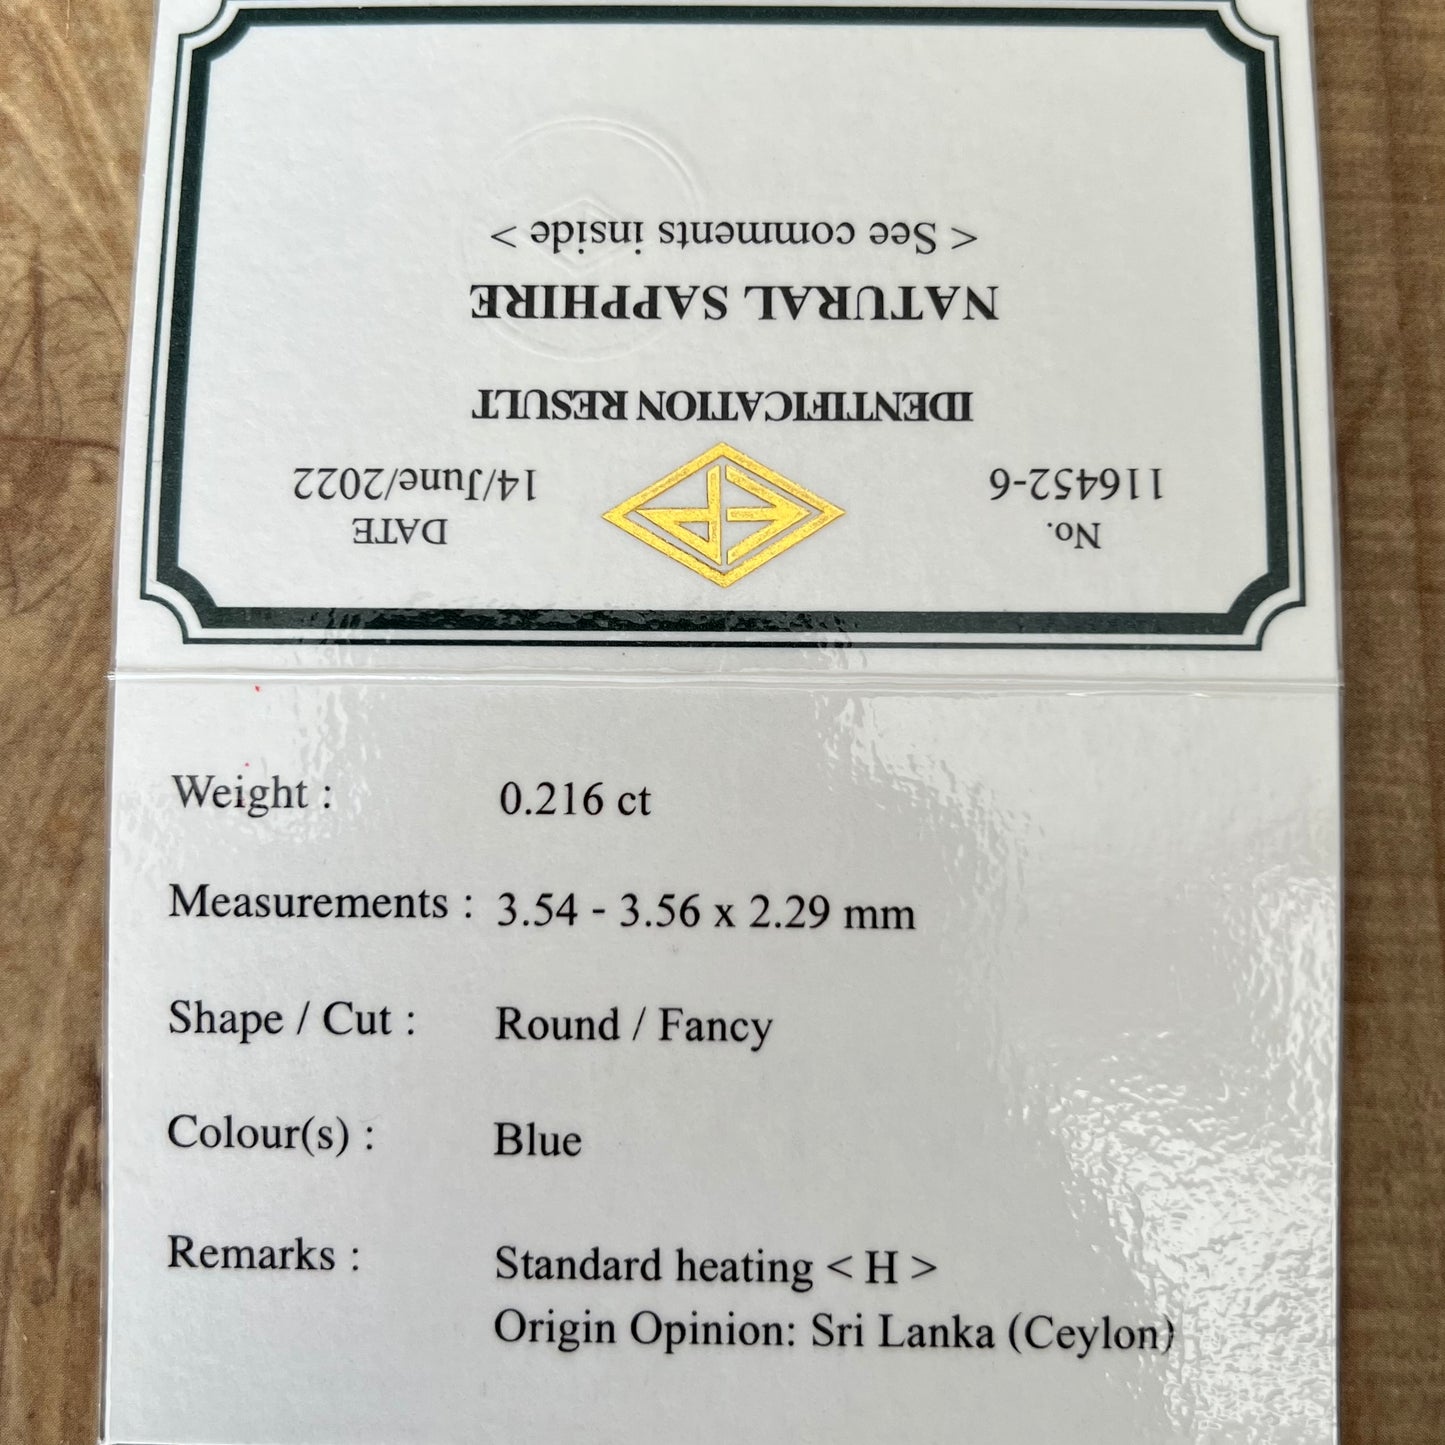 No.
116452-6
DATE
14/June/2022
IDENTIFICATION RESULT
NATURAL SAPPHIRE
< See comments inside >
Weight : 0.216 ct
Measurements : 3.54 - 3.56 x 2.29 mm
Shape / Cut : Round / Fancy
Colour(s) : Blue
Remarks : Standard heating < H >
Origin Opinion: Sri Lanka (Ceylon)